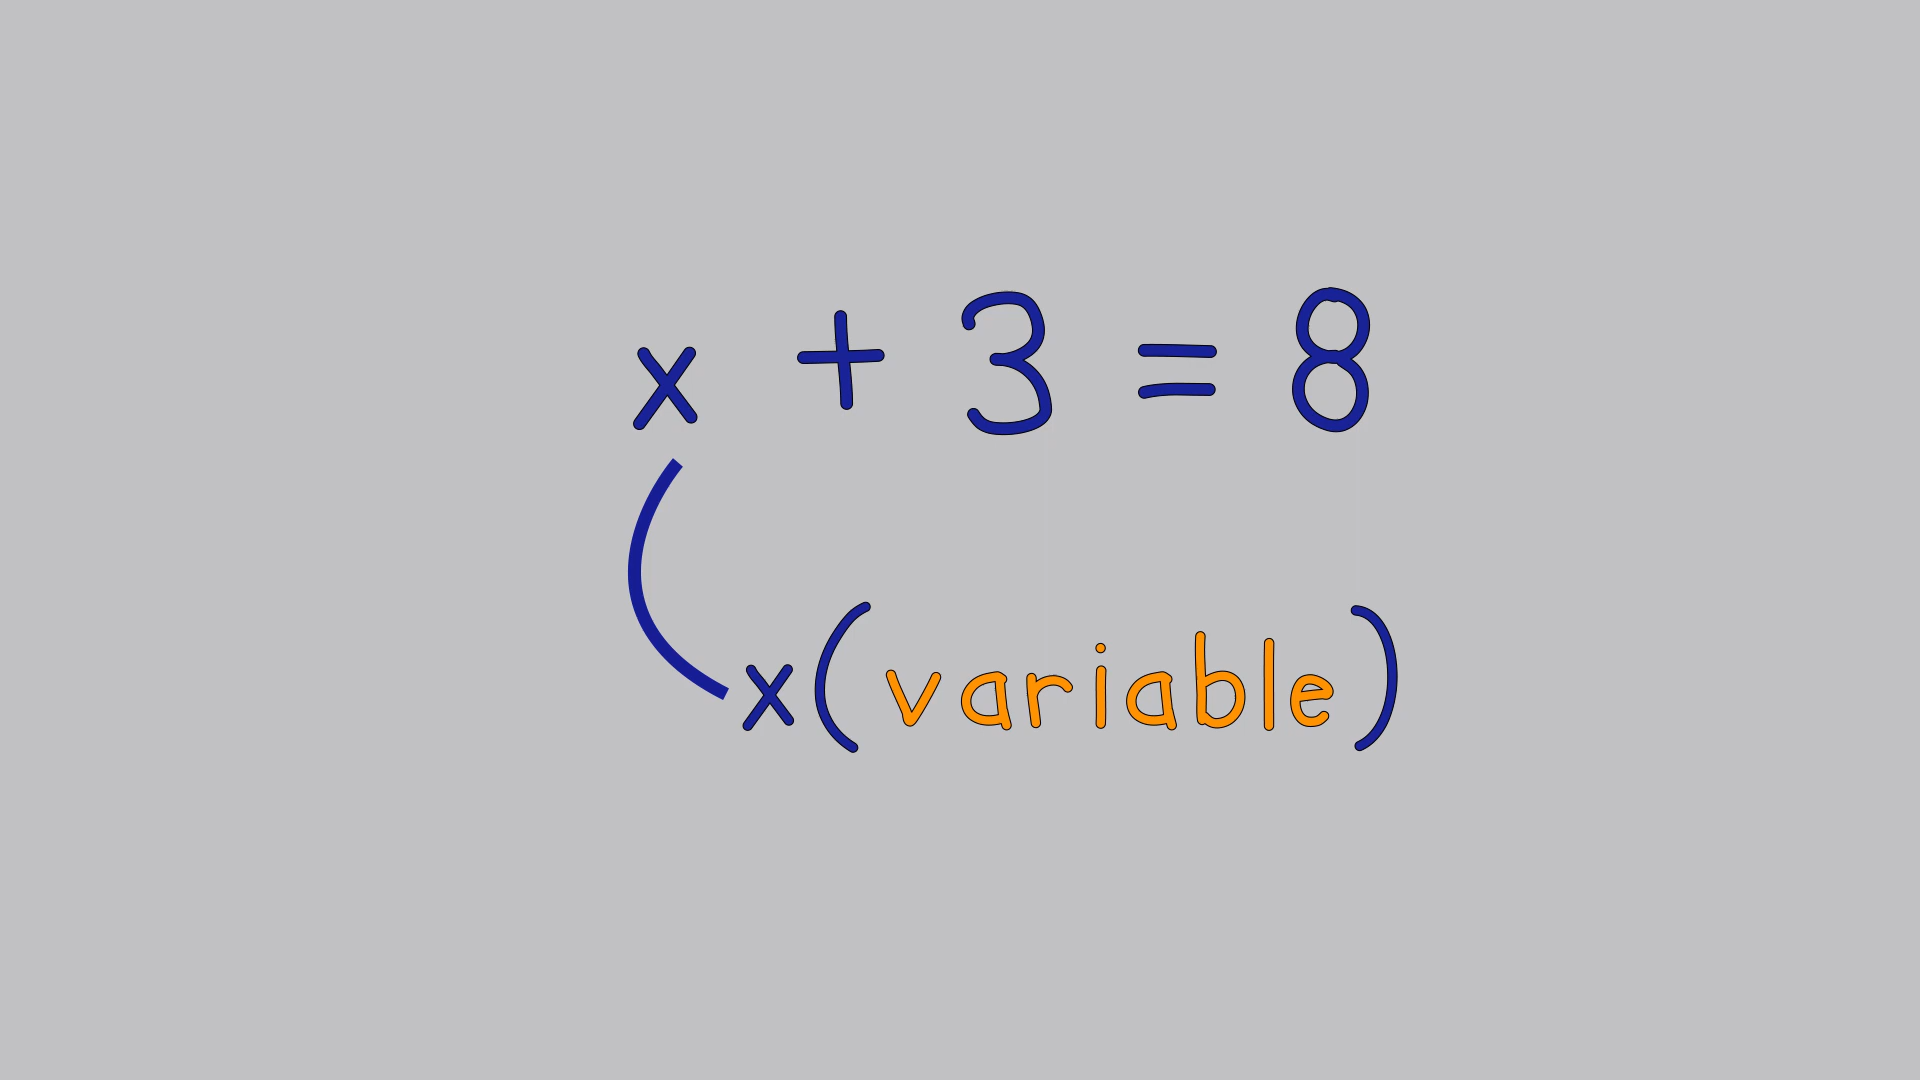 x + 3 = 8
x(variable)